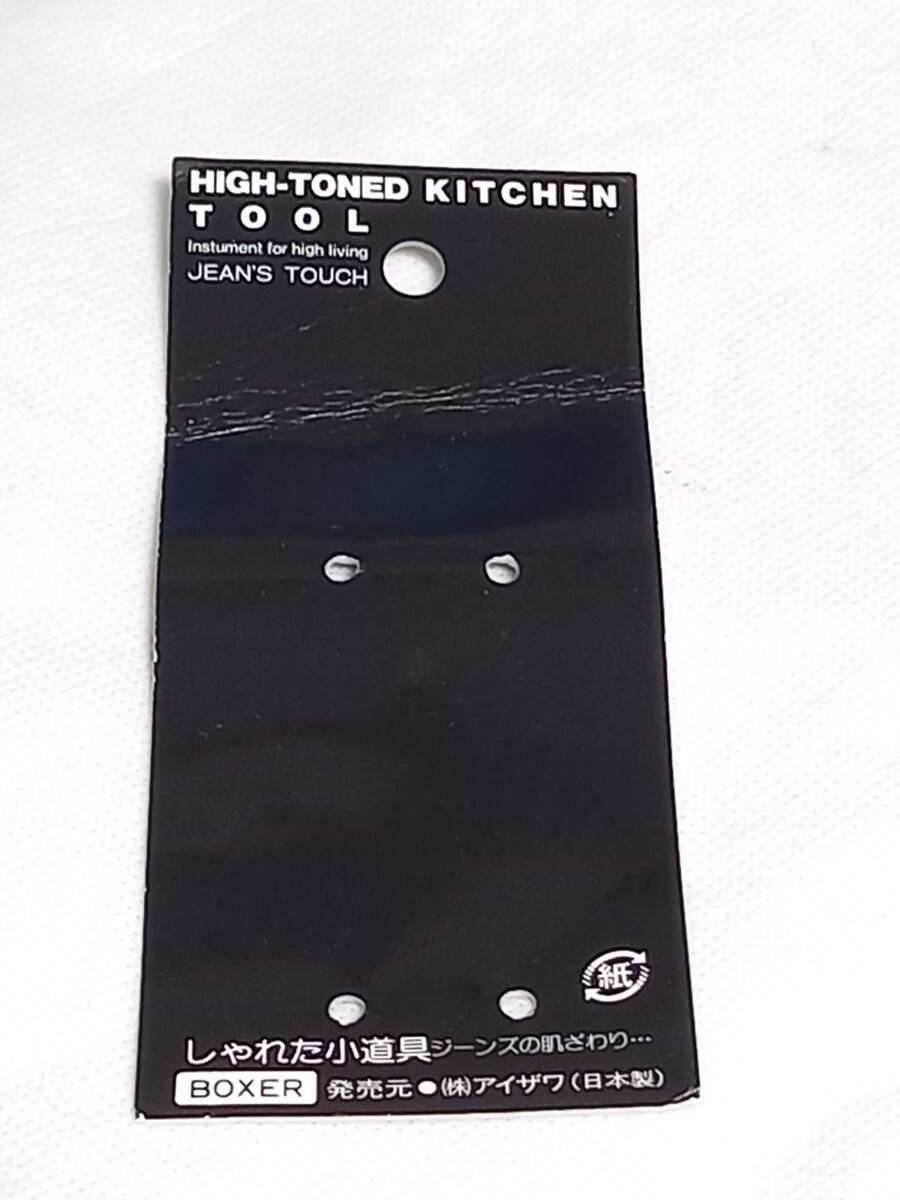 HIGH-TONED KITCHEN
TOOL
Instument for high living
JEAN'S TOUCH
紙
しゃれた小道具ジーンズの肌ざわり…
BOXER 発売元●(株)アイザワ(日本製)